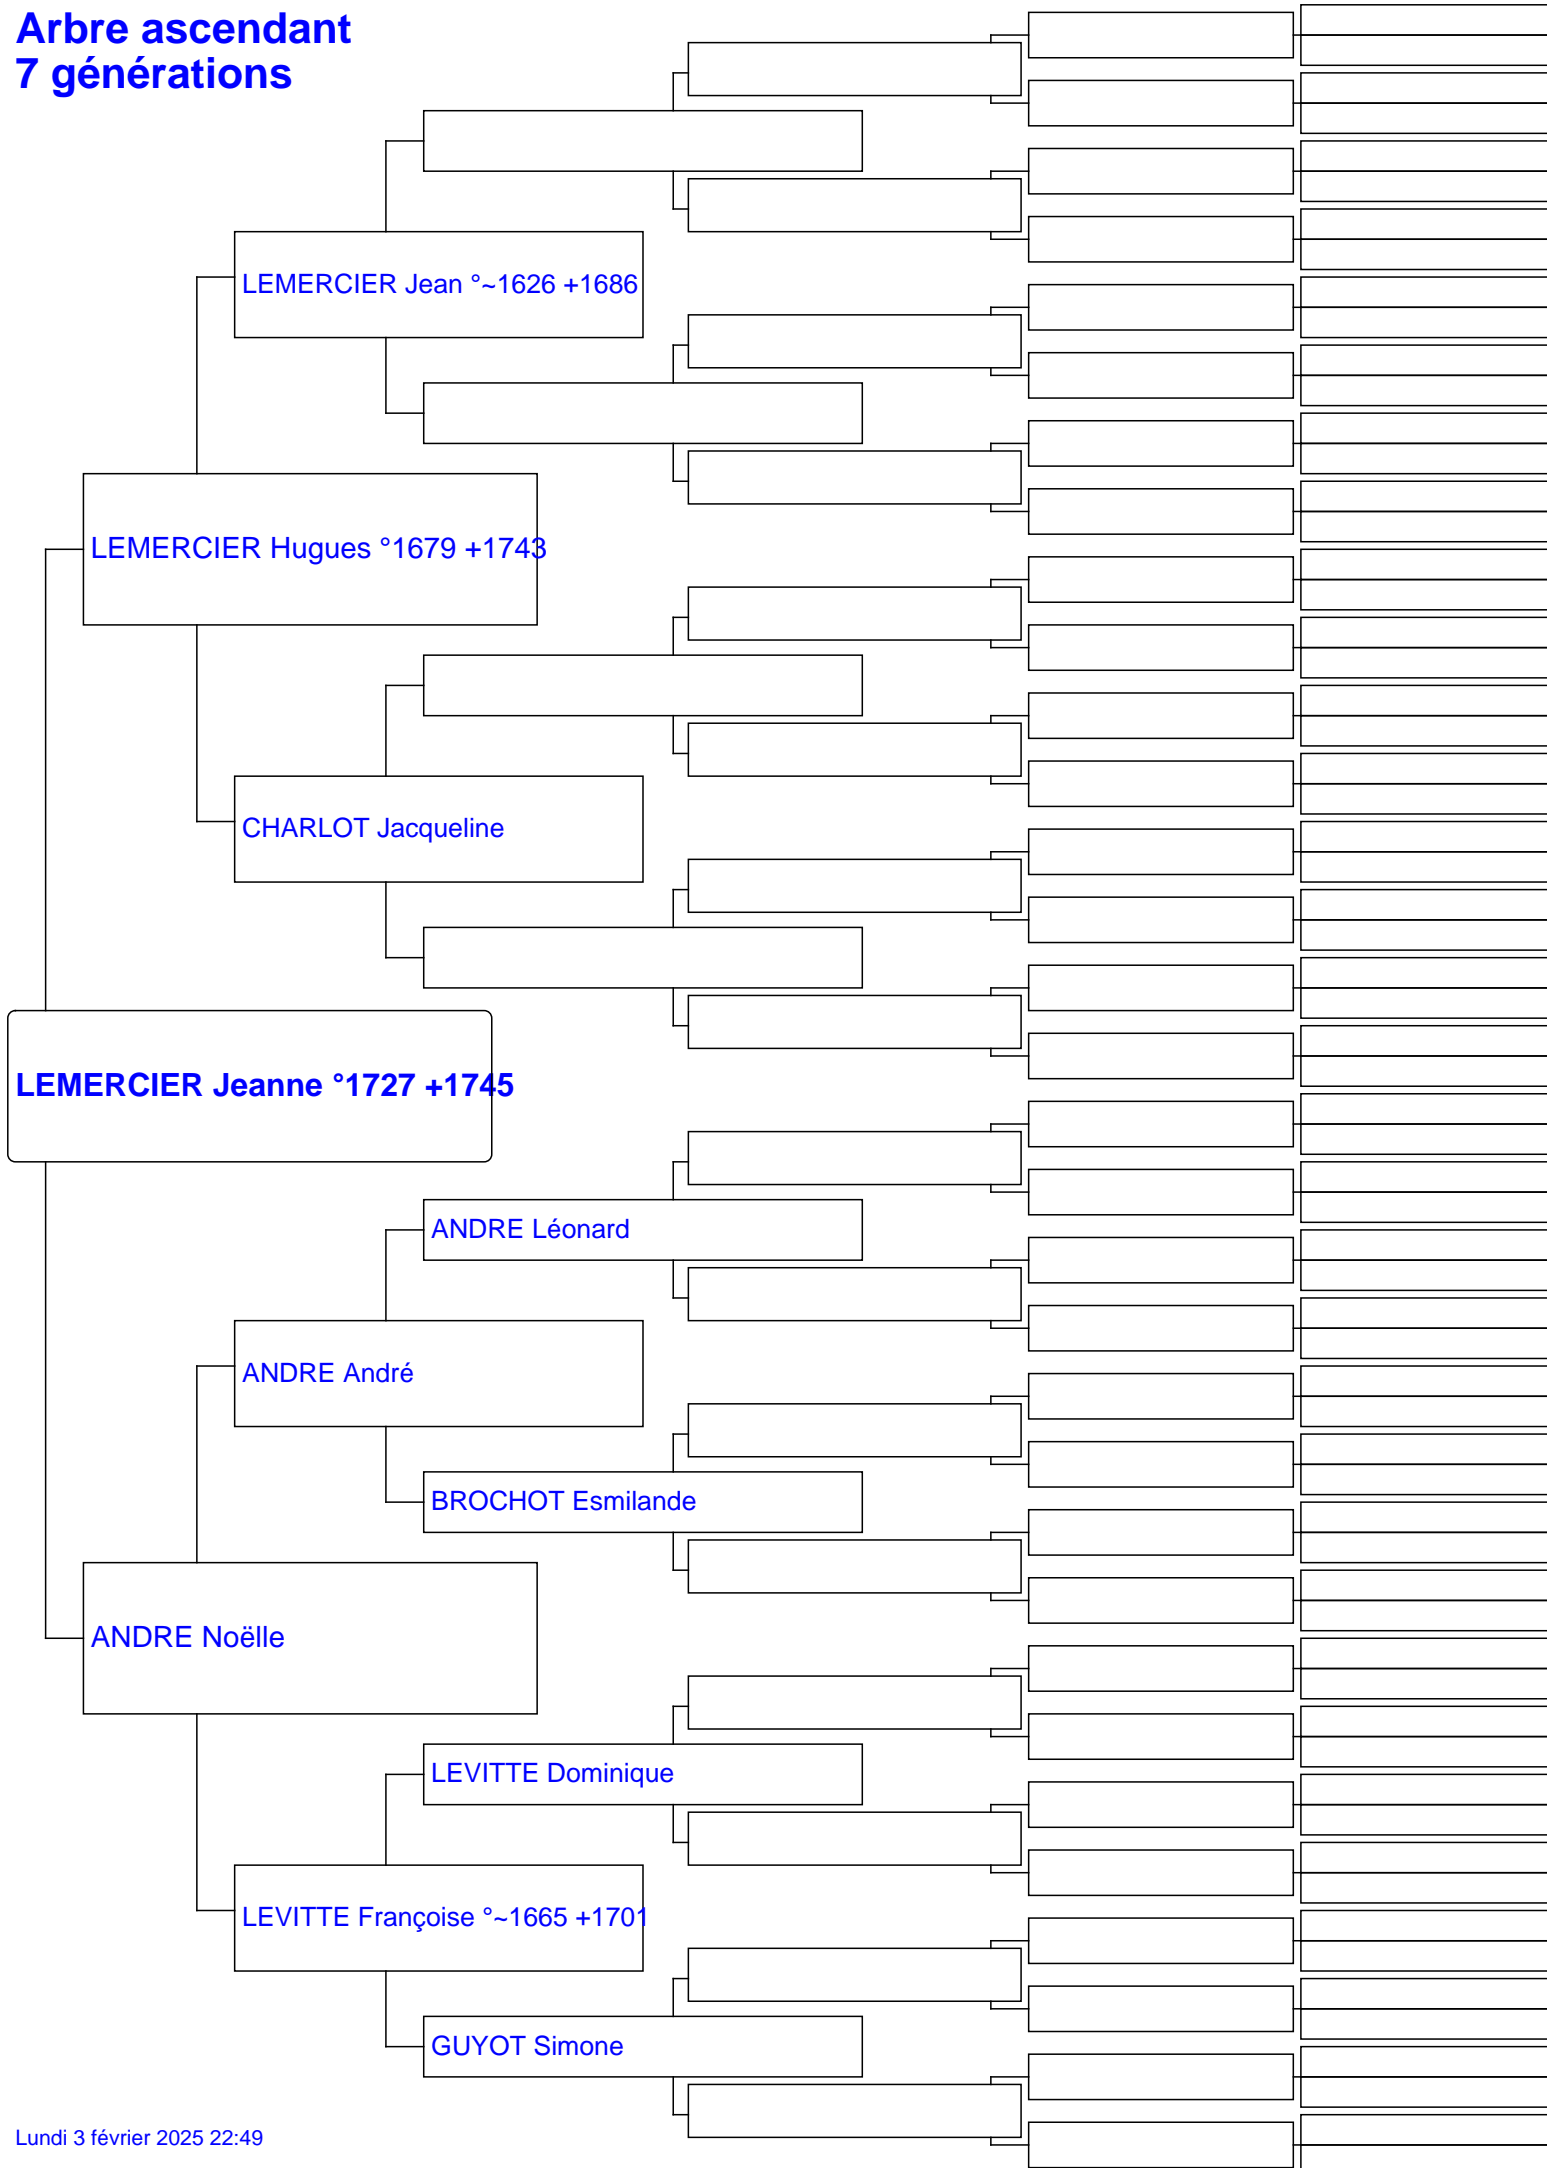 Arbre ascendant
7 générations
LEMERCIER Jean °~1626 +1686
LEMERCIER Hugues °1679 +1743
CHARLOT Jacqueline
LEMERCIER Jeanne °1727 +1745
ANDRE Léonard
ANDRE André
BROCHOT Esmilande
ANDRE Noëlle
LEVITTE Dominique
LEVITTE Françoise °~1665 +1701
GUYOT Simone
Lundi 3 février 2025 22:49